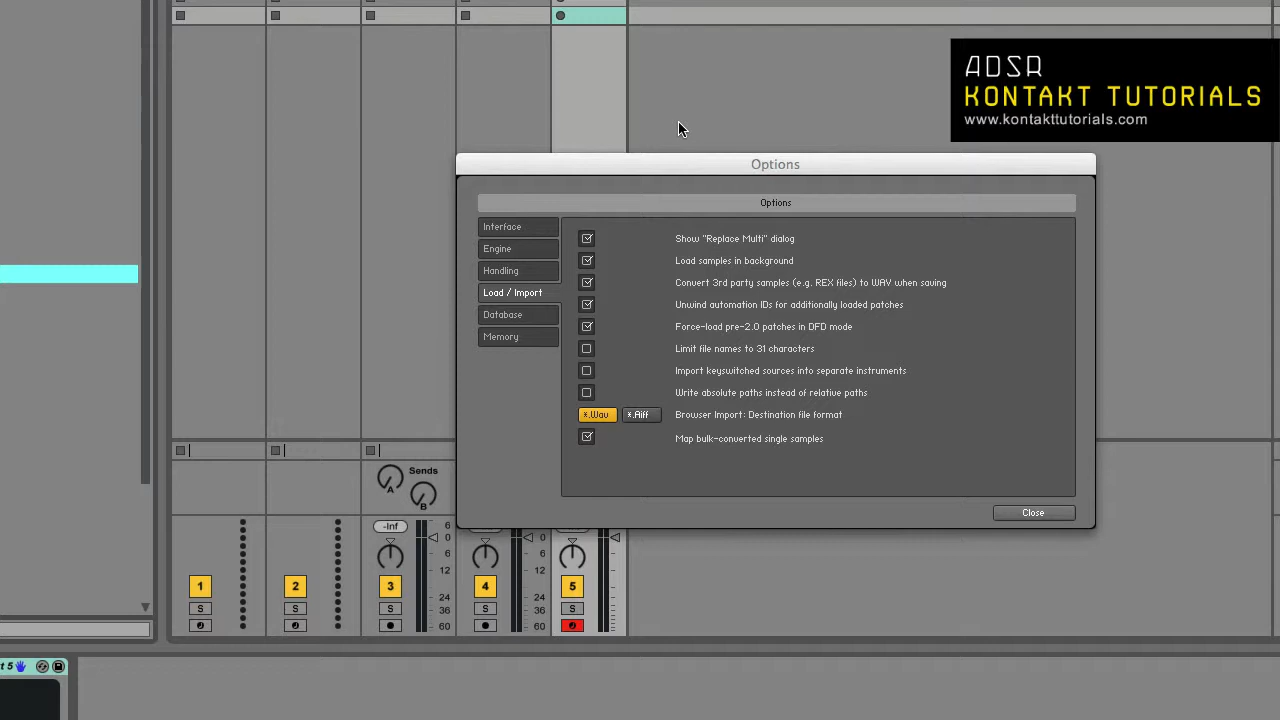 ADSR
KONTAKT TUTORIALS
www.kontakttutorials.com
Options
Options
Interface
Engine
Handling
Load / Import
Database
Memory
Show "Replace Multi" dialog
Load samples in background
Convert 3rd party samples (e.g. REX files) to WAV when saving
Unwind automation IDs for additionally loaded patches
Force-load pre-2.0 patches in DFD mode
Limit file names to 31 characters
Import keyswitched sources into separate instruments
Write absolute paths instead of relative paths
*.Wav *.Aiff Browser Import: Destination file format
Map bulk-converted single samples
Close
Sends
A
B
-Inf 6
0
6
12
24
36
60
6
0
6
12
24
36
60
1 2 3 4 5
S S S S S
t 5